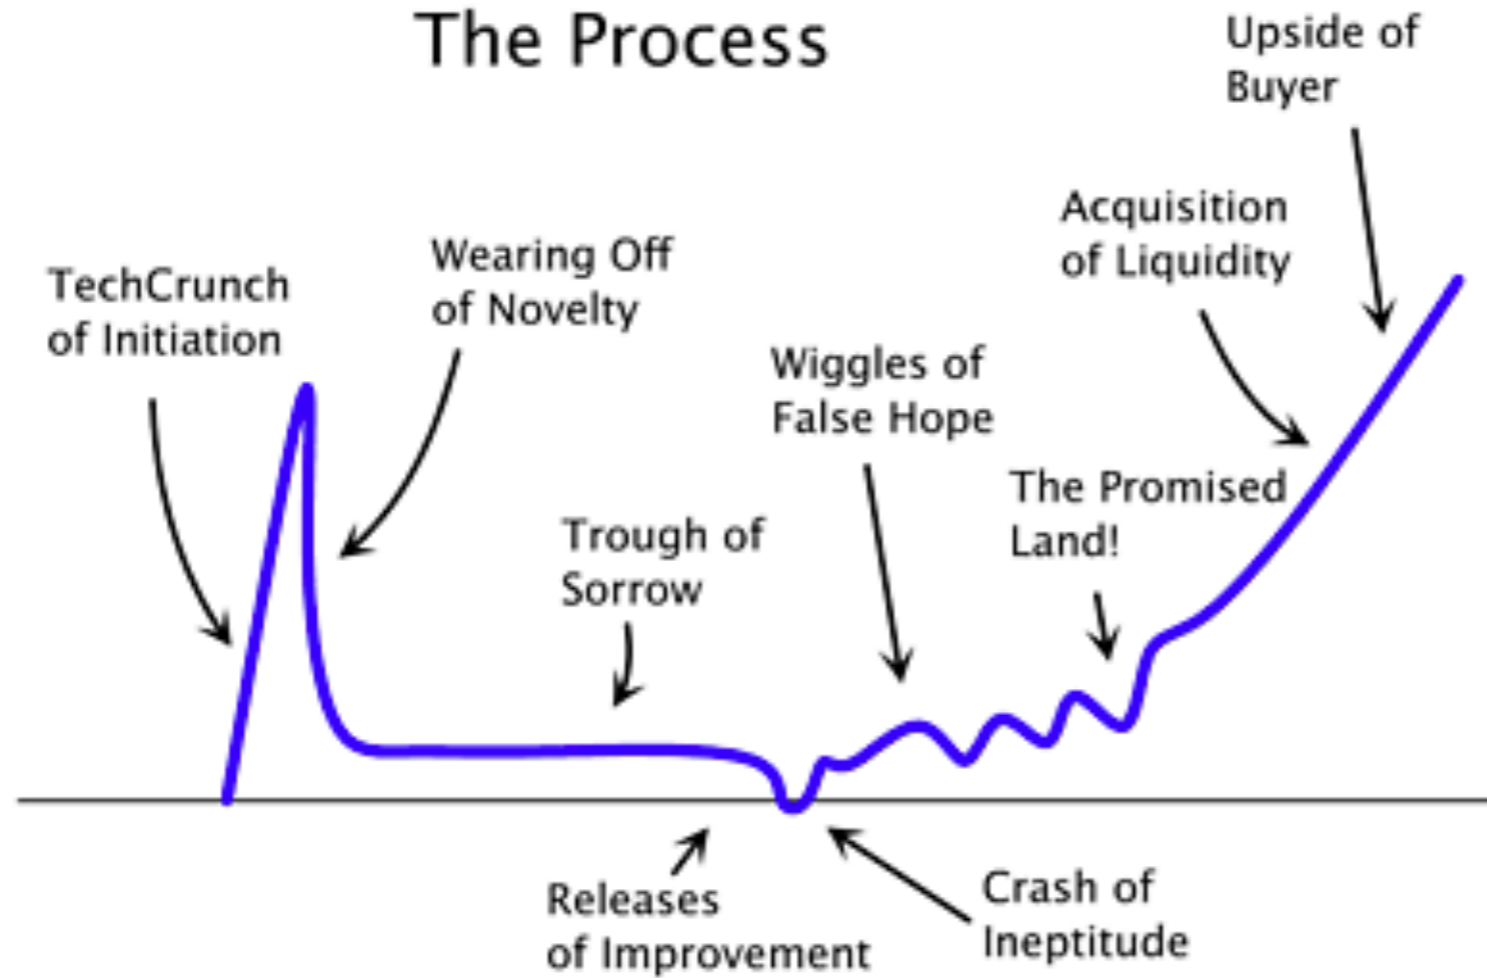 The Process
Upside of
Buyer
Acquisition
of Liquidity
Wearing Off
of Novelty
TechCrunch
of Initiation
Wiggles of
False Hope
The Promised
Land!
Trough of
Sorrow
Releases
of Improvement
Crash of
Ineptitude